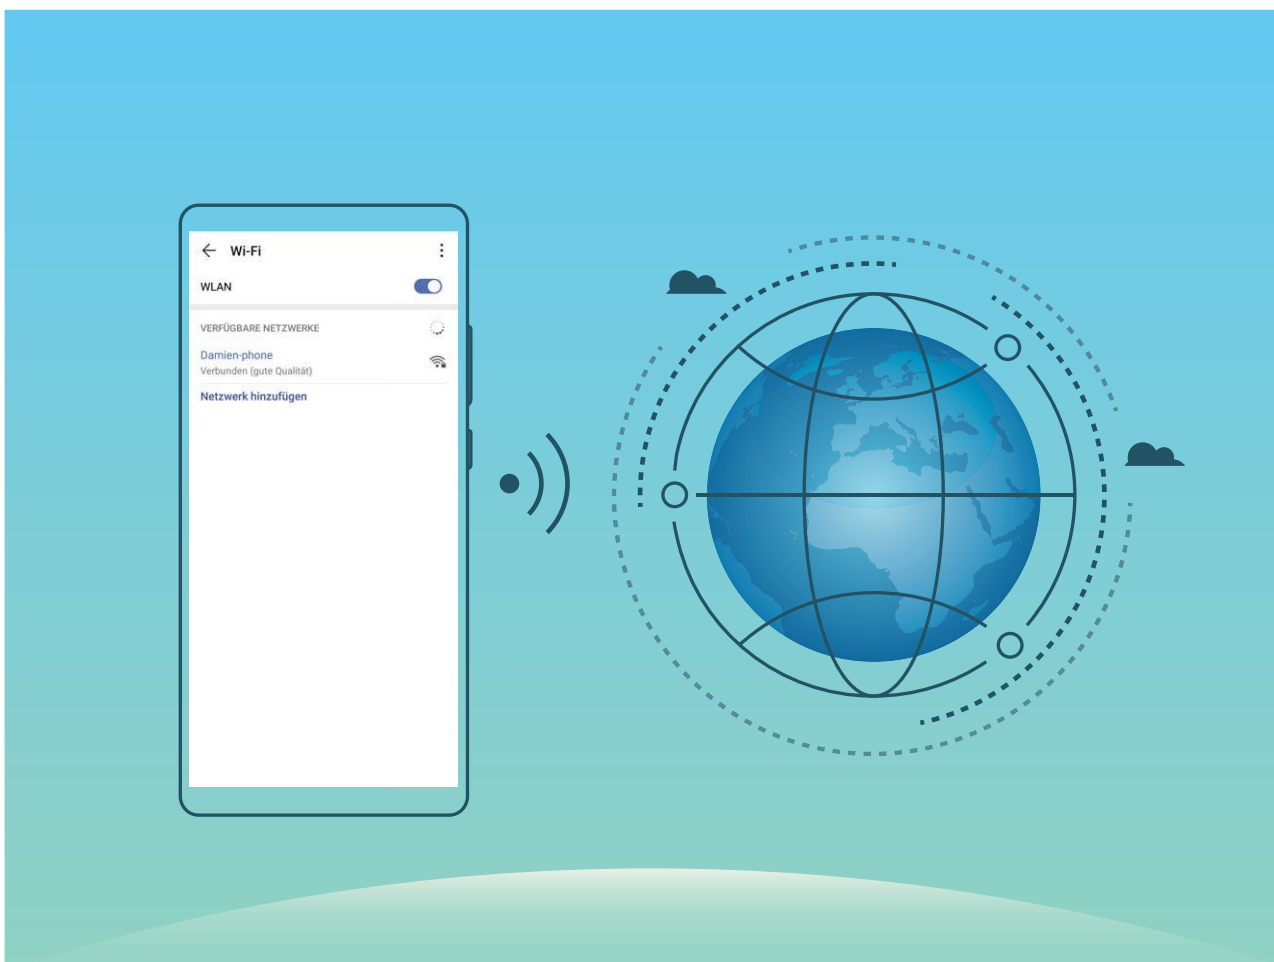 Wi-Fi
WLAN
VERFÜGBARE NETZWERKE
Damien-phone
Verbunden (gute Qualität)
Netzwerk hinzufügen